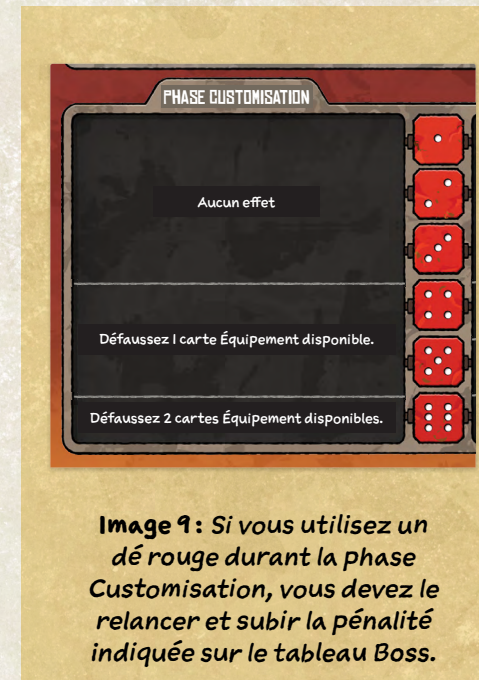 PHASE CUSTOMISATION
Aucun effet
Défaussez 1 carte Équipement disponible.
Défaussez 2 cartes Équipement disponibles.
Image 9 : Si vous utilisez un
dé rouge durant la phase
Customisation, vous devez le
relancer et subir la pénalité
indiquée sur le tableau Boss.